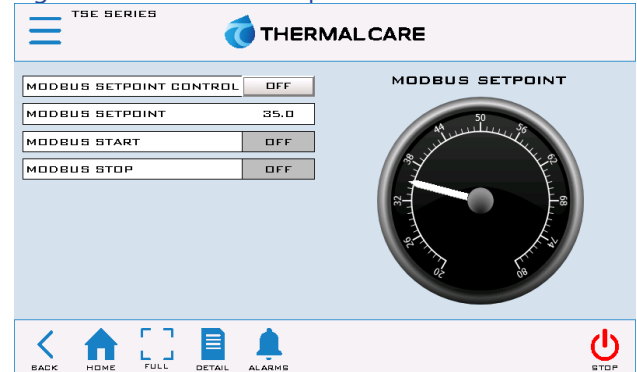 TSE SERIES
THERMALCARE
MODBUS SETPOINT CONTROL OFF
MODBUS SETPOINT 35.0
MODBUS START OFF
MODBUS STOP OFF
MODBUS SETPOINT
20 26 32 38 44 50 56 62 68 74 80
BACK HOME FULL DETAIL ALARMS STOP